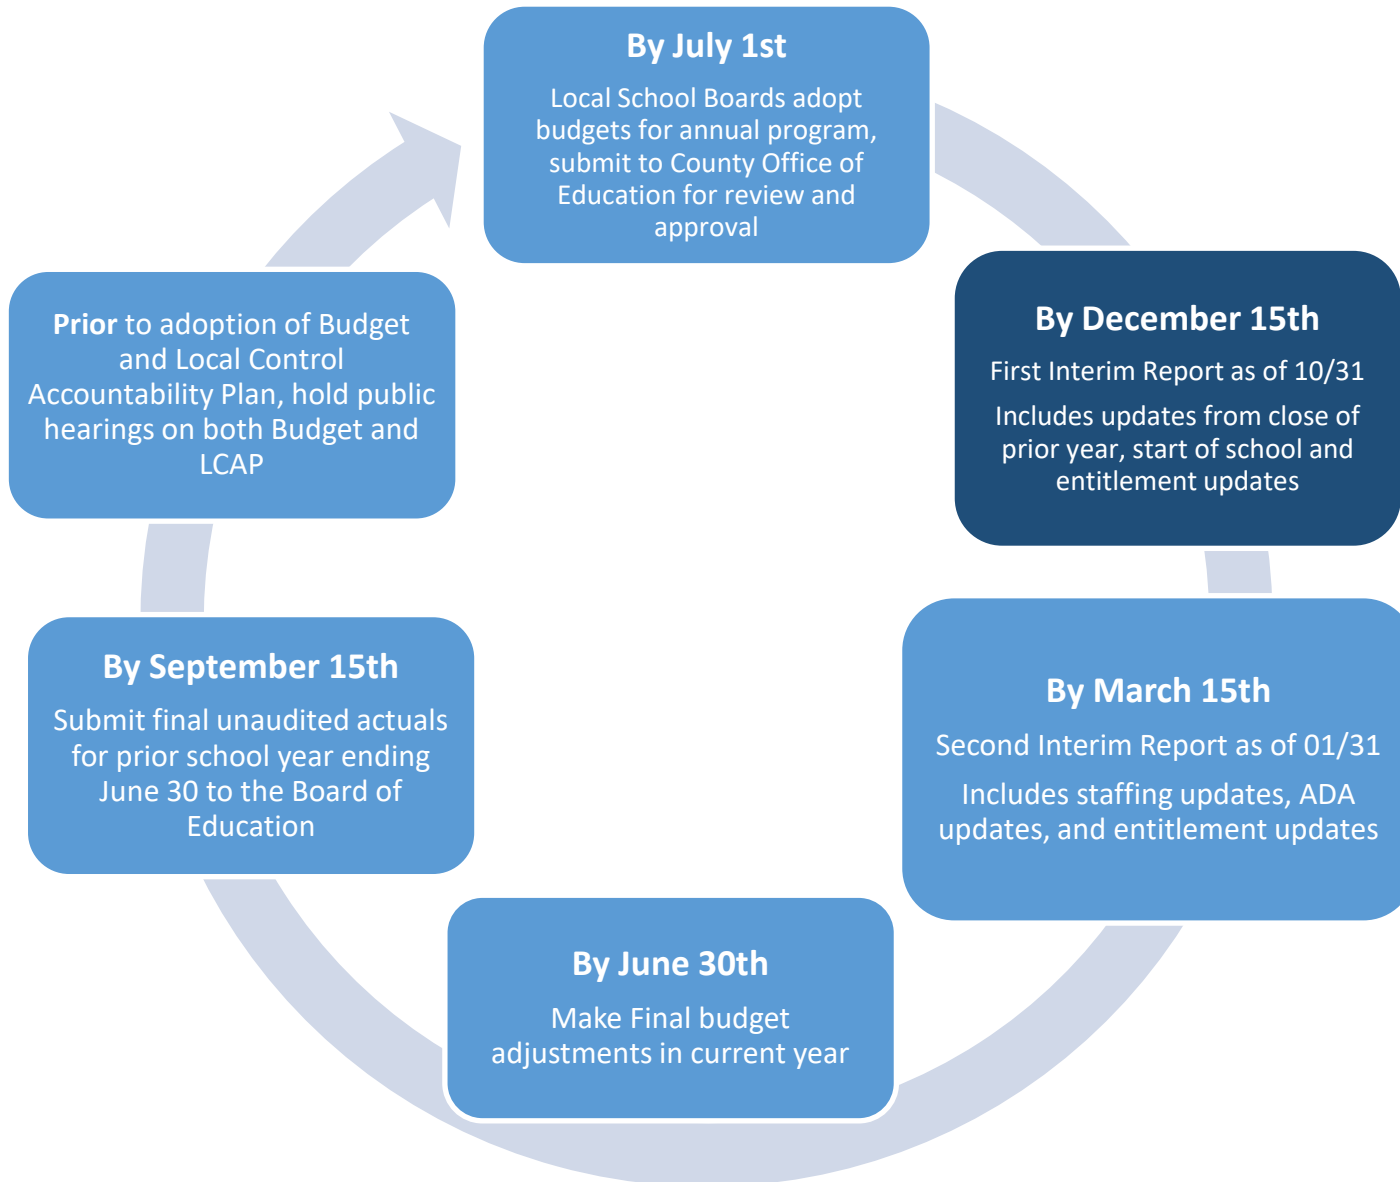 By July 1st
Local School Boards adopt
budgets for annual program,
submit to County Office of
Education for review and
approval
By December 15th
First Interim Report as of 10/31
Includes updates from close of
prior year, start of school and
entitlement updates
By March 15th
Second Interim Report as of 01/31
Includes staffing updates, ADA
updates, and entitlement updates
By June 30th
Make Final budget
adjustments in current year
By September 15th
Submit final unaudited actuals
for prior school year ending
June 30 to the Board of
Education
Prior to adoption of Budget
and Local Control
Accountability Plan, hold public
hearings on both Budget and
LCAP